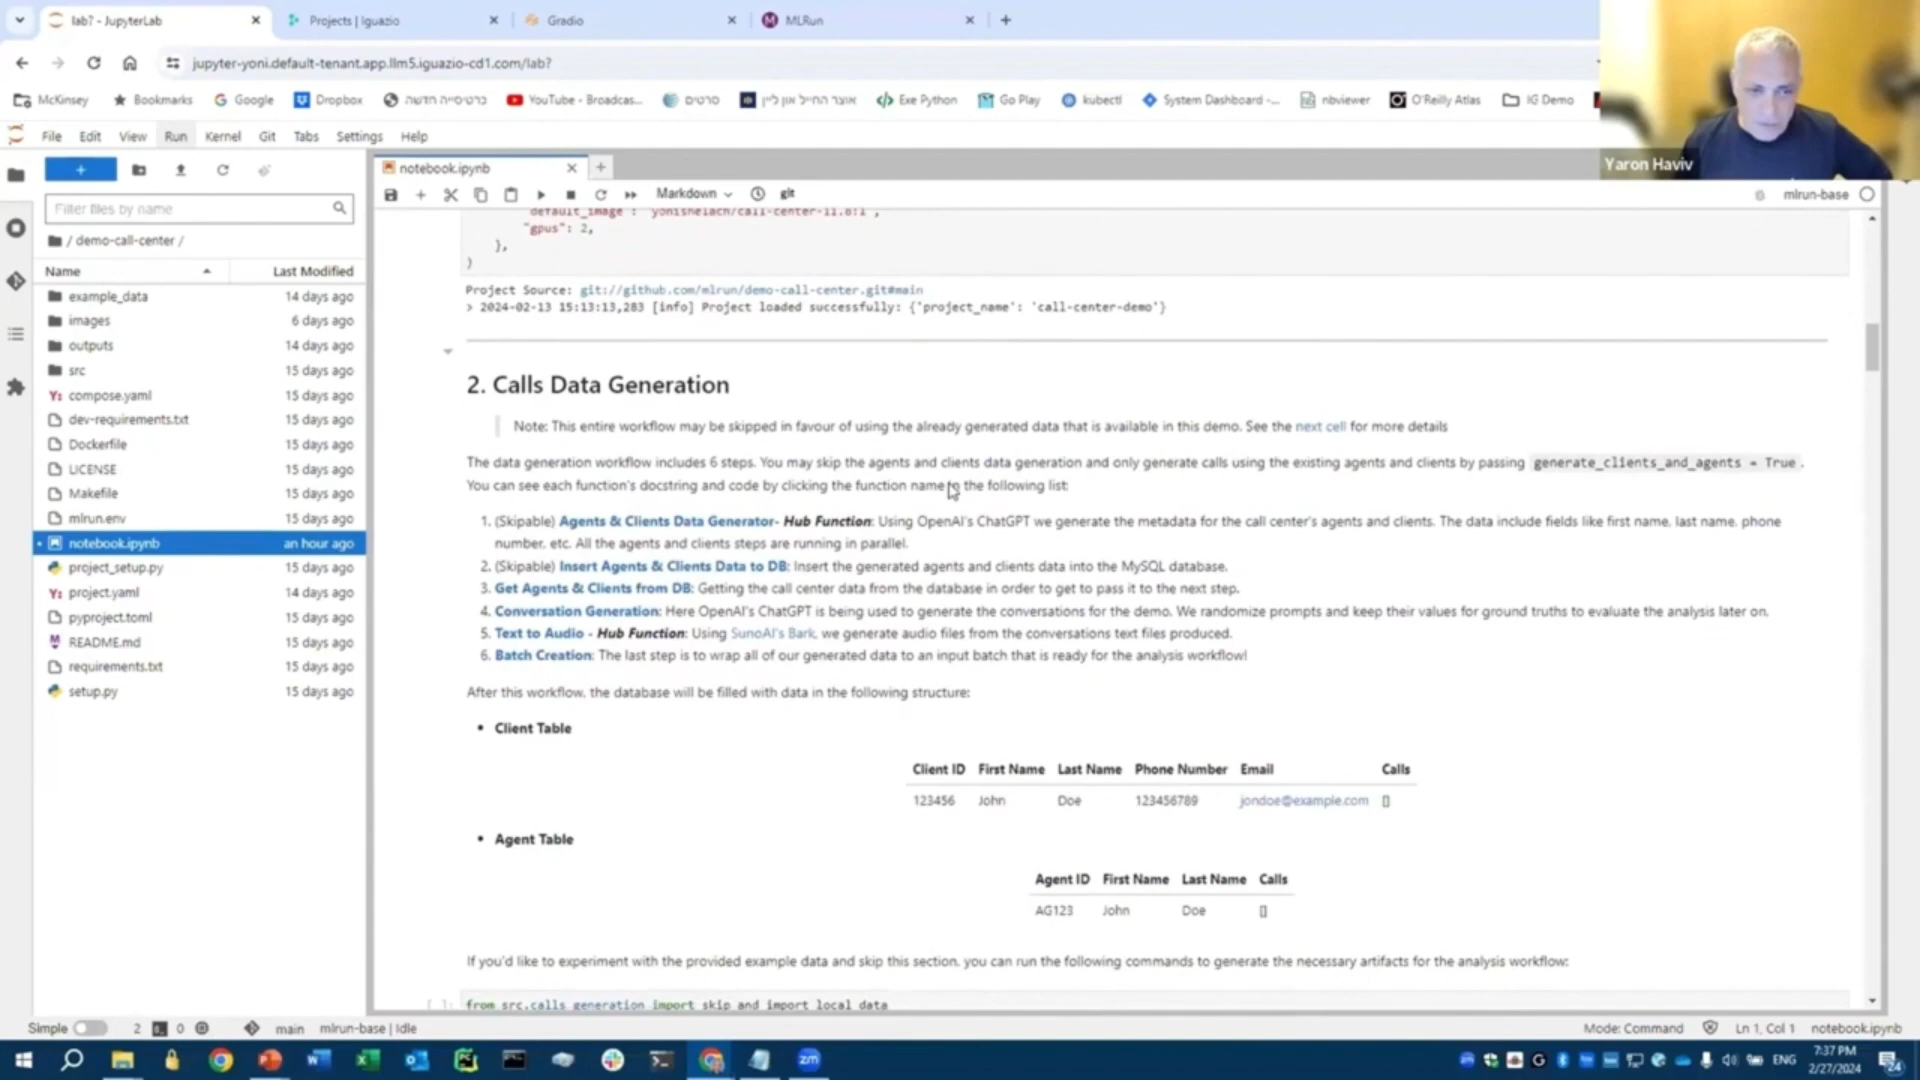 lab? - JupyterLab
Projects | Iguazio
Gradio
MLRun
jupyter-yoni.default-tenant.app.llm5.iguazio-cd1.com/lab?
McKinsey
Bookmarks
Google
Dropbox
כרטיסייה חדשה
YouTube - Broadcas...
סרטים
אוצר החייל און ליין
Exe Python
Go Play
kubectl
System Dashboard -...
nbviewer
O'Reilly Atlas
IG Demo
Yaron Haviv
File Edit View Run Kernel Git Tabs Settings Help
notebook.ipynb
Markdown
git
mlrun-base
Filter files by name
/ demo-call-center /
Name Last Modified
example_data 14 days ago
images 6 days ago
outputs 14 days ago
src 15 days ago
compose.yaml 15 days ago
dev-requirements.txt 15 days ago
Dockerfile 15 days ago
LICENSE 15 days ago
Makefile 15 days ago
mlrun.env 15 days ago
notebook.ipynb an hour ago
project_setup.py 15 days ago
project.yaml 14 days ago
pyproject.toml 15 days ago
README.md 15 days ago
requirements.txt 15 days ago
setup.py 15 days ago
"default_image": "yonishelach/call-center-11.8:1",
"gpus": 2,
},
)
Project Source: git://github.com/mlrun/demo-call-center.git#main
> 2024-02-13 15:13:13,283 [info] Project loaded successfully: {'project_name': 'call-center-demo'}
2. Calls Data Generation
Note: This entire workflow may be skipped in favour of using the already generated data that is available in this demo. See the next cell for more details
The data generation workflow includes 6 steps. You may skip the agents and clients data generation and only generate calls using the existing agents and clients by passing generate_clients_and_agents = True.
You can see each function's docstring and code by clicking the function name in the following list:
1. (Skipable) Agents & Clients Data Generator- Hub Function: Using OpenAI's ChatGPT we generate the metadata for the call center's agents and clients. The data include fields like first name, last name, phone
number, etc. All the agents and clients steps are running in parallel.
2. (Skipable) Insert Agents & Clients Data to DB: Insert the generated agents and clients data into the MySQL database.
3. Get Agents & Clients from DB: Getting the call center data from the database in order to get to pass it to the next step.
4. Conversation Generation: Here OpenAI's ChatGPT is being used to generate the conversations for the demo. We randomize prompts and keep their values for ground truths to evaluate the analysis later on.
5. Text to Audio - Hub Function: Using SunoAI's Bark, we generate audio files from the conversations text files produced.
6. Batch Creation: The last step is to wrap all of our generated data to an input batch that is ready for the analysis workflow!
After this workflow, the database will be filled with data in the following structure:
• Client Table
Client ID First Name Last Name Phone Number Email Calls
123456 John Doe 123456789 jondoe@example.com []
• Agent Table
Agent ID First Name Last Name Calls
AG123 John Doe []
If you'd like to experiment with the provided example data and skip this section, you can run the following commands to generate the necessary artifacts for the analysis workflow:
[ ]: from src.calls_generation import skip_and_import_local_data
Simple 2 0 main mlrun-base | Idle Mode: Command Ln 1, Col 1 notebook.ipynb
ENG
7:37 PM
2/27/2024
24